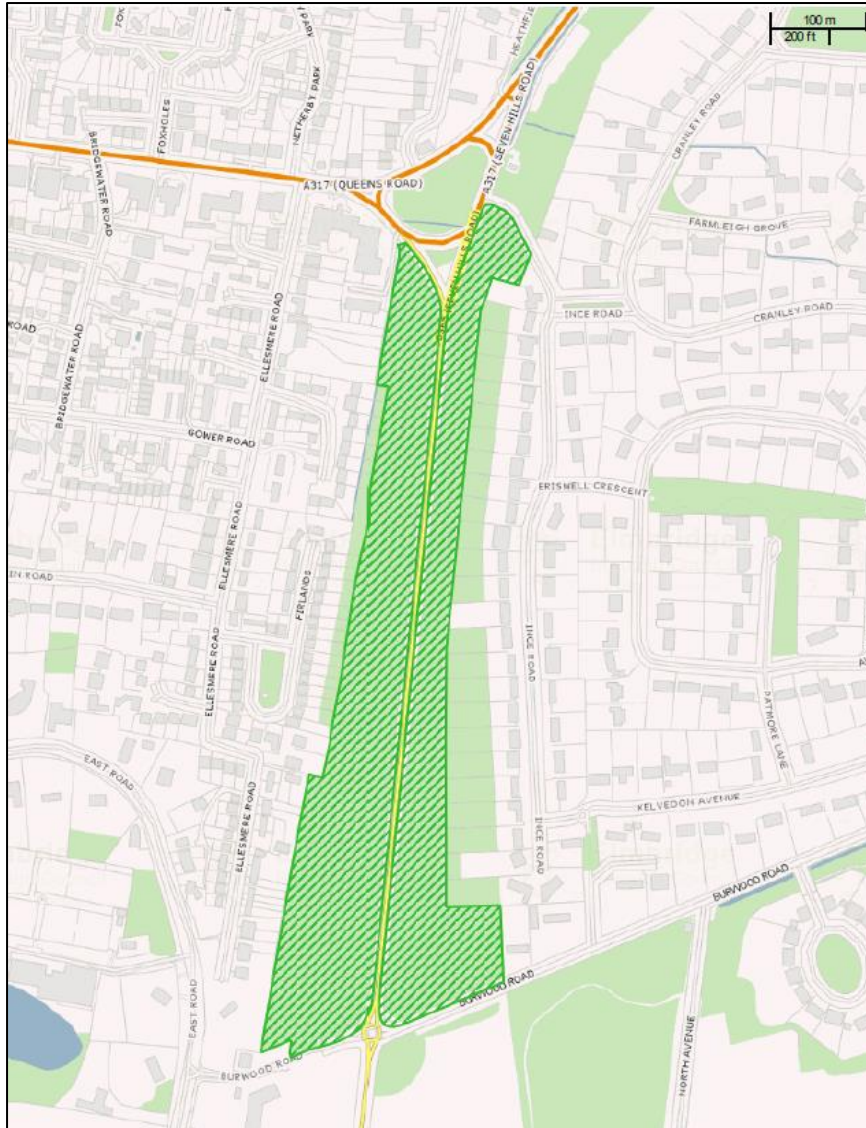 100 m
200 ft
NETHERBY PARK
FOXHOLES
BRIDGEWATER ROAD
A317 (QUEENS ROAD)
A317 (SEVEN HILLS ROAD)
CRANLEY ROAD
FARMLEIGH GROVE
INCE ROAD
CRANLEY ROAD
ROAD
ELLESMERE ROAD
BRIDGEWATER ROAD
GOWER ROAD
ERISWELL CRESCENT
ELLESMERE ROAD
FIRLANDS
IN ROAD
INCE ROAD
ELLESMERE ROAD
PATMORE LANE
EAST ROAD
KELVEDON AVENUE
ELLESMERE ROAD
INCE ROAD
BURWOOD ROAD
BURWOOD ROAD
EAST ROAD
NORTH AVENUE
BURWOOD ROAD